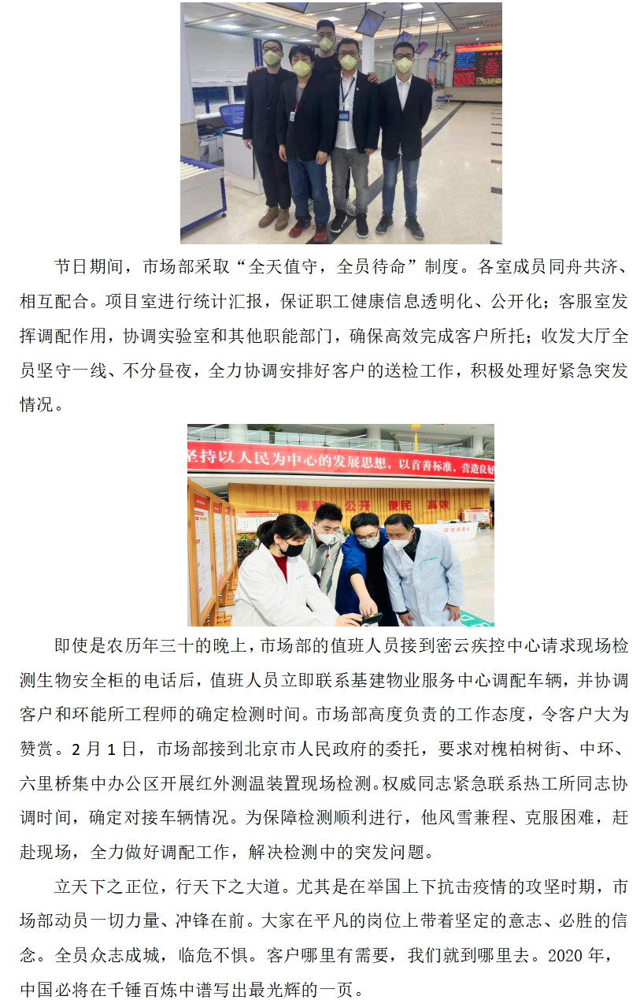 节日期间，市场部采取“全天值守，全员待命”制度。各室成员同舟共济、
相互配合。项目室进行统计汇报，保证职工健康信息透明化、公开化；客服室发
挥调配作用，协调实验室和其他职能部门，确保高效完成客户所托；收发大厅全
员坚守一线、不分昼夜，全力协调安排好客户的送检工作，积极处理好紧急突发
情况。
坚持以人民为中心的发展思想，以首善标准，营造良好
规范 公开 便民 高效
即使是农历年三十的晚上，市场部的值班人员接到密云疾控中心请求现场检
测生物安全柜的电话后，值班人员立即联系基建物业服务中心调配车辆，并协调
客户和环能所工程师的确定检测时间。市场部高度负责的工作态度，令客户大为
赞赏。2 月 1 日，市场部接到北京市人民政府的委托，要求对槐柏树街、中环、
六里桥集中办公区开展红外测温装置现场检测。权威同志紧急联系热工所同志协
调时间，确定对接车辆情况。为保障检测顺利进行，他风雪兼程、克服困难，赶
赴现场，全力做好调配工作，解决检测中的突发问题。
立天下之正位，行天下之大道。尤其是在举国上下抗击疫情的攻坚时期，市
场部动员一切力量、冲锋在前。大家在平凡的岗位上带着坚定的意志、必胜的信
念。全员众志成城，临危不惧。客户哪里有需要，我们就到哪里去。2020 年，
中国必将在千锤百炼中谱写出最光辉的一页。